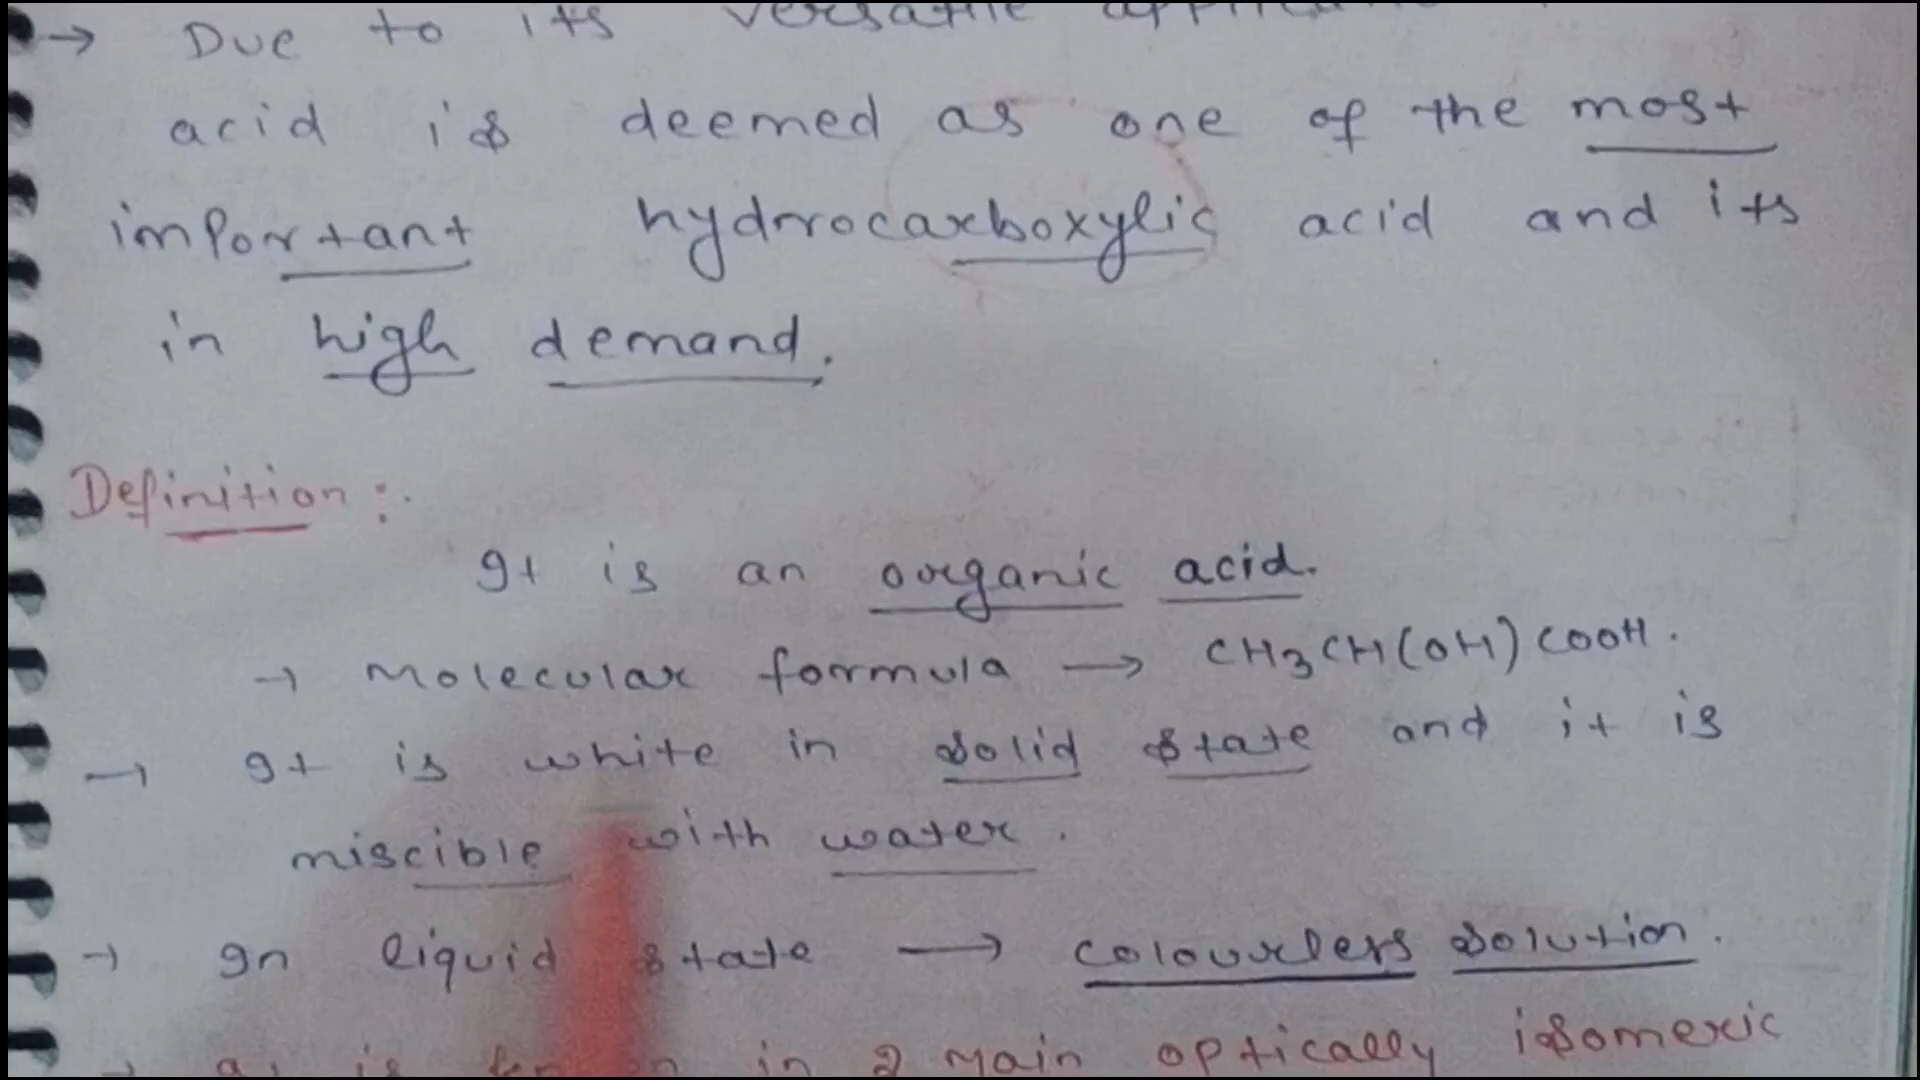 → Due to its versatile
acid is deemed as one of the most
important hydrocarboxylic acid and its
in high demand.
Definition :-
It is an organic acid.
→ Molecular formula → CH3CH(OH)COOH.
→ It is white in solid state and it is
miscible with water.
→ In liquid state → colourless solution.
→ is in 2 main optically isomeric